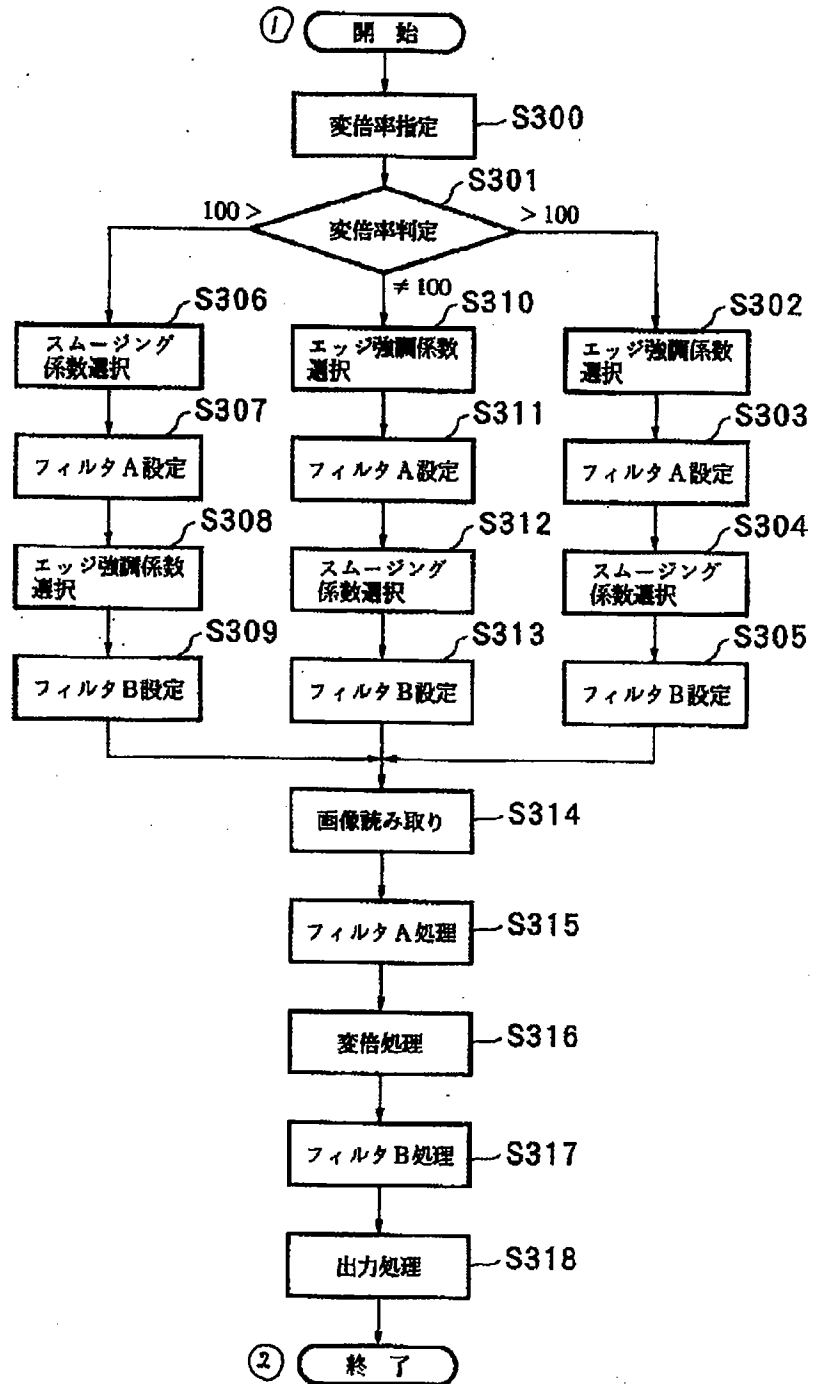 ① 開始
変倍率指定
S300
S301
100 >
変倍率判定
> 100
≠ 100
S306
スムージング
係数選択
S307
フィルタA設定
S308
エッジ強調係数
選択
S309
フィルタB設定
S310
エッジ強調係数
選択
S311
フィルタA設定
S312
スムージング
係数選択
S313
フィルタB設定
S302
エッジ強調係数
選択
S303
フィルタA設定
S304
スムージング
係数選択
S305
フィルタB設定
画像読み取り
S314
フィルタA処理
S315
変倍処理
S316
フィルタB処理
S317
出力処理
S318
② 終了